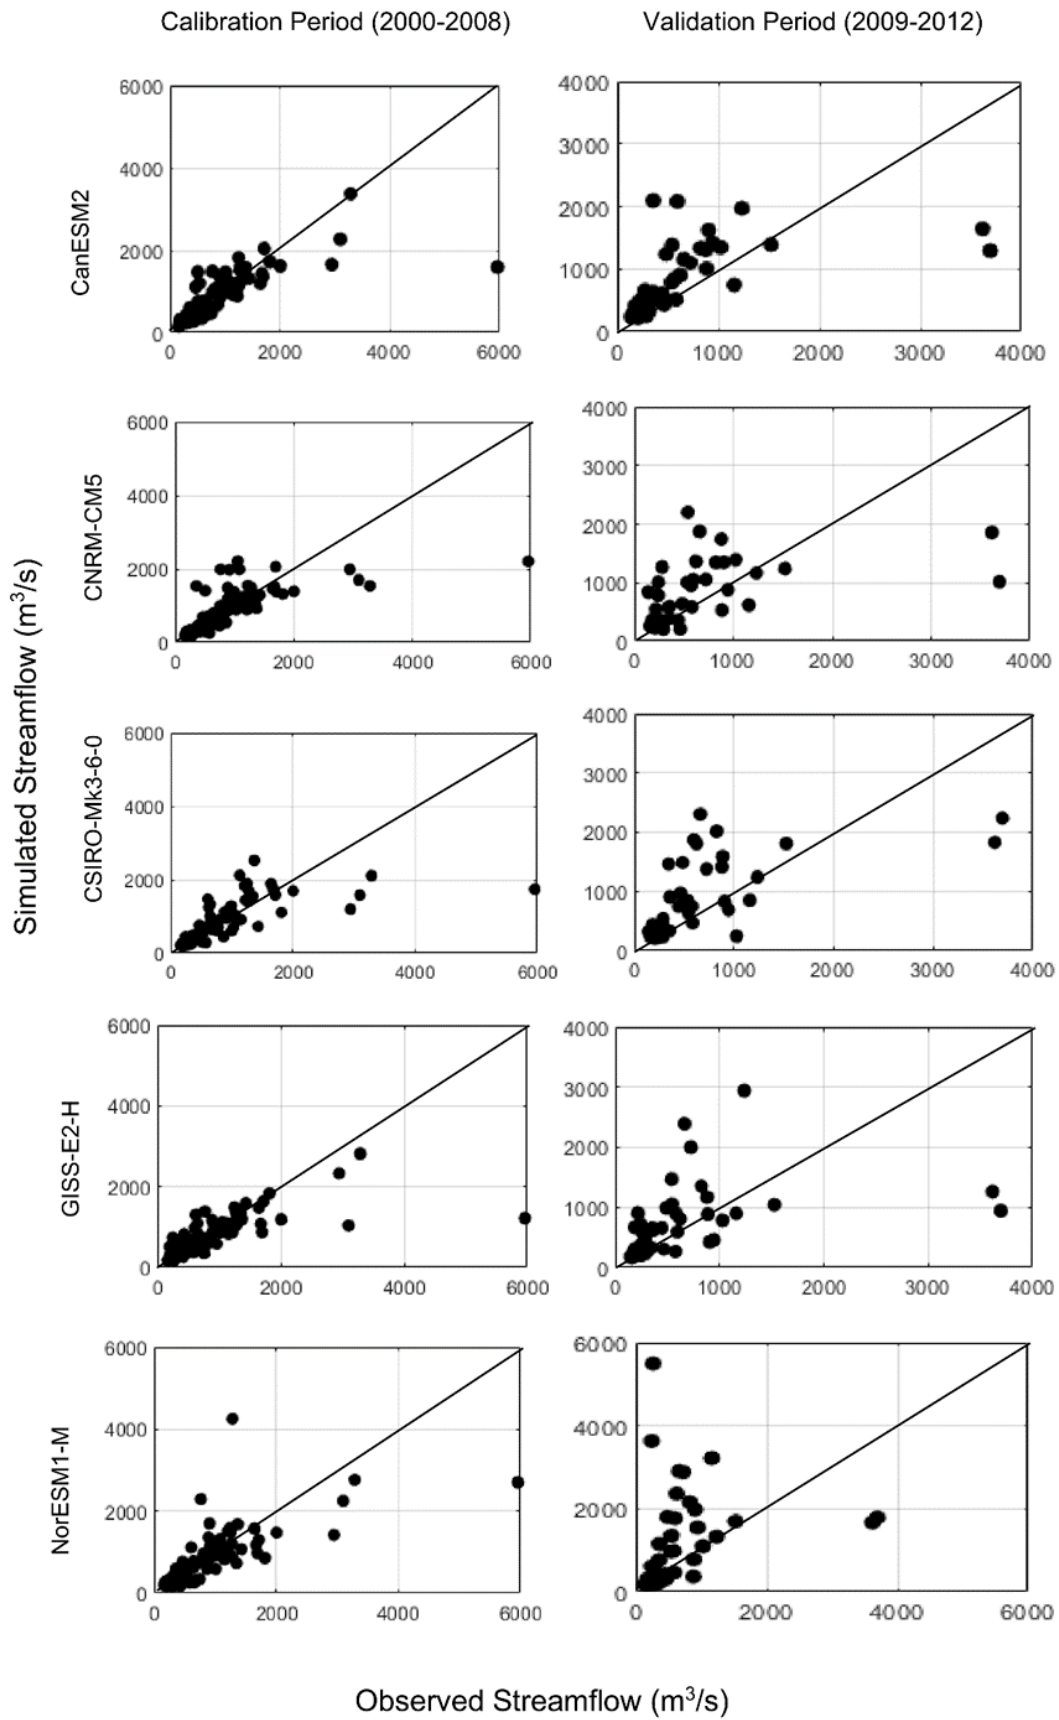 Calibration Period (2000-2008)
Validation Period (2009-2012)
Simulated Streamflow (m³/s)
CanESM2
6000
4000
2000
0
0 2000 4000 6000
4000
3000
2000
1000
0
0 1000 2000 3000 4000
CNRM-CM5
6000
4000
2000
0
0 2000 4000 6000
4000
3000
2000
1000
0
0 1000 2000 3000 4000
CSIRO-Mk3-6-0
6000
4000
2000
0
0 2000 4000 6000
4000
3000
2000
1000
0
0 1000 2000 3000 4000
GISS-E2-H
6000
4000
2000
0
0 2000 4000 6000
4000
3000
2000
1000
0
0 1000 2000 3000 4000
NorESM1-M
6000
4000
2000
0
0 2000 4000 6000
6000
4000
2000
0
0 2000 4000 6000
Observed Streamflow (m³/s)